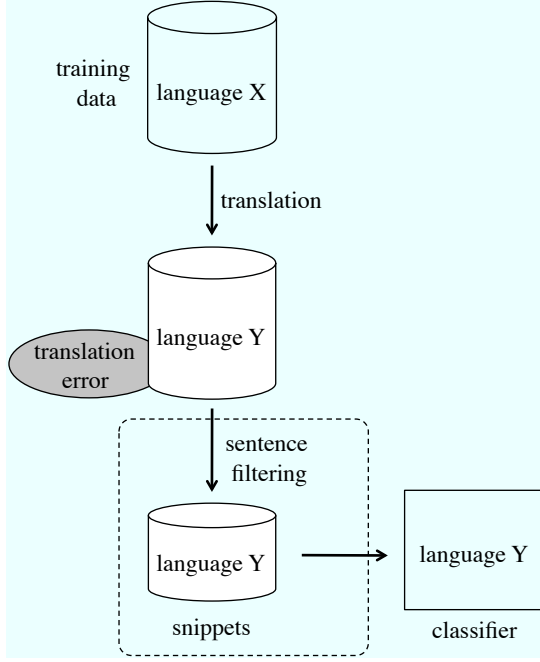 training
data
language X
translation
language Y
translation
error
sentence
filtering
language Y
snippets
language Y
classifier